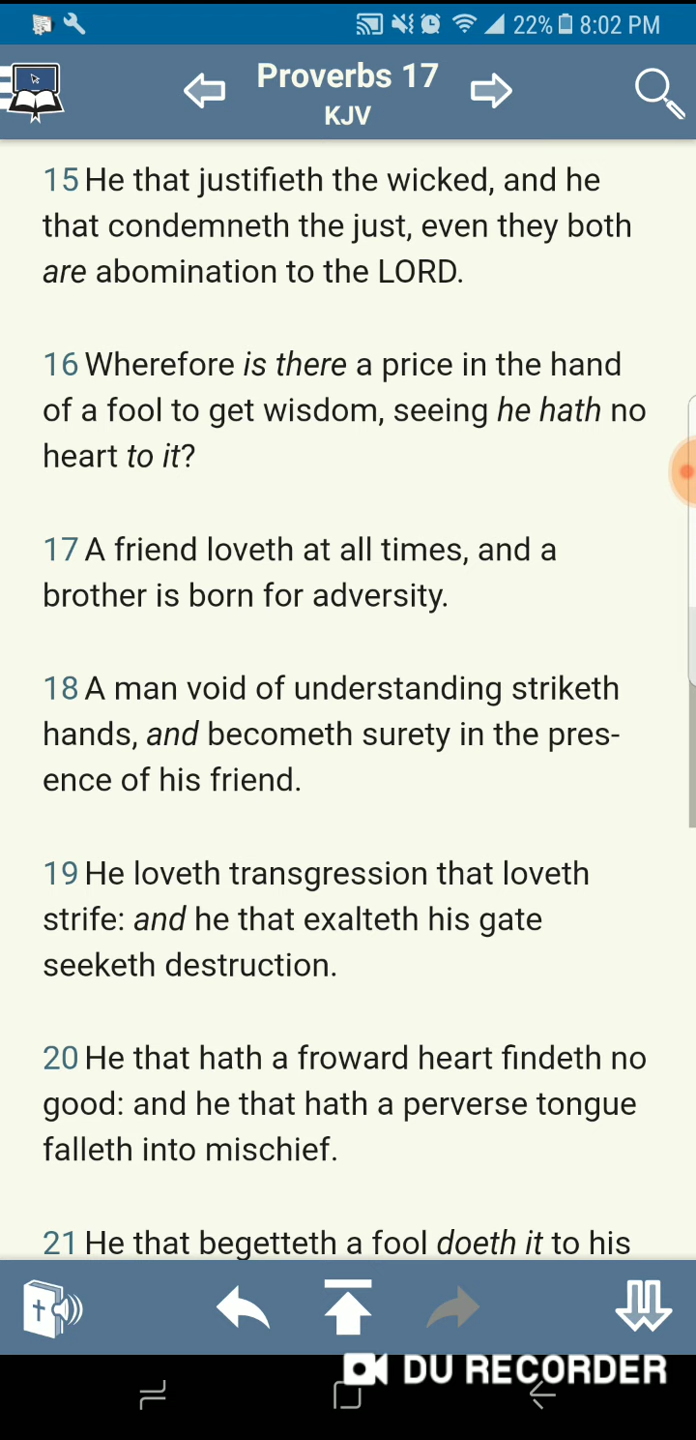 22% 8:02 PM
Proverbs 17
KJV
15 He that justifieth the wicked, and he
that condemneth the just, even they both
are abomination to the LORD.
16 Wherefore is there a price in the hand
of a fool to get wisdom, seeing he hath no
heart to it?
17 A friend loveth at all times, and a
brother is born for adversity.
18 A man void of understanding striketh
hands, and becometh surety in the pres-
ence of his friend.
19 He loveth transgression that loveth
strife: and he that exalteth his gate
seeketh destruction.
20 He that hath a froward heart findeth no
good: and he that hath a perverse tongue
falleth into mischief.
21 He that begetteth a fool doeth it to his
DU RECORDER